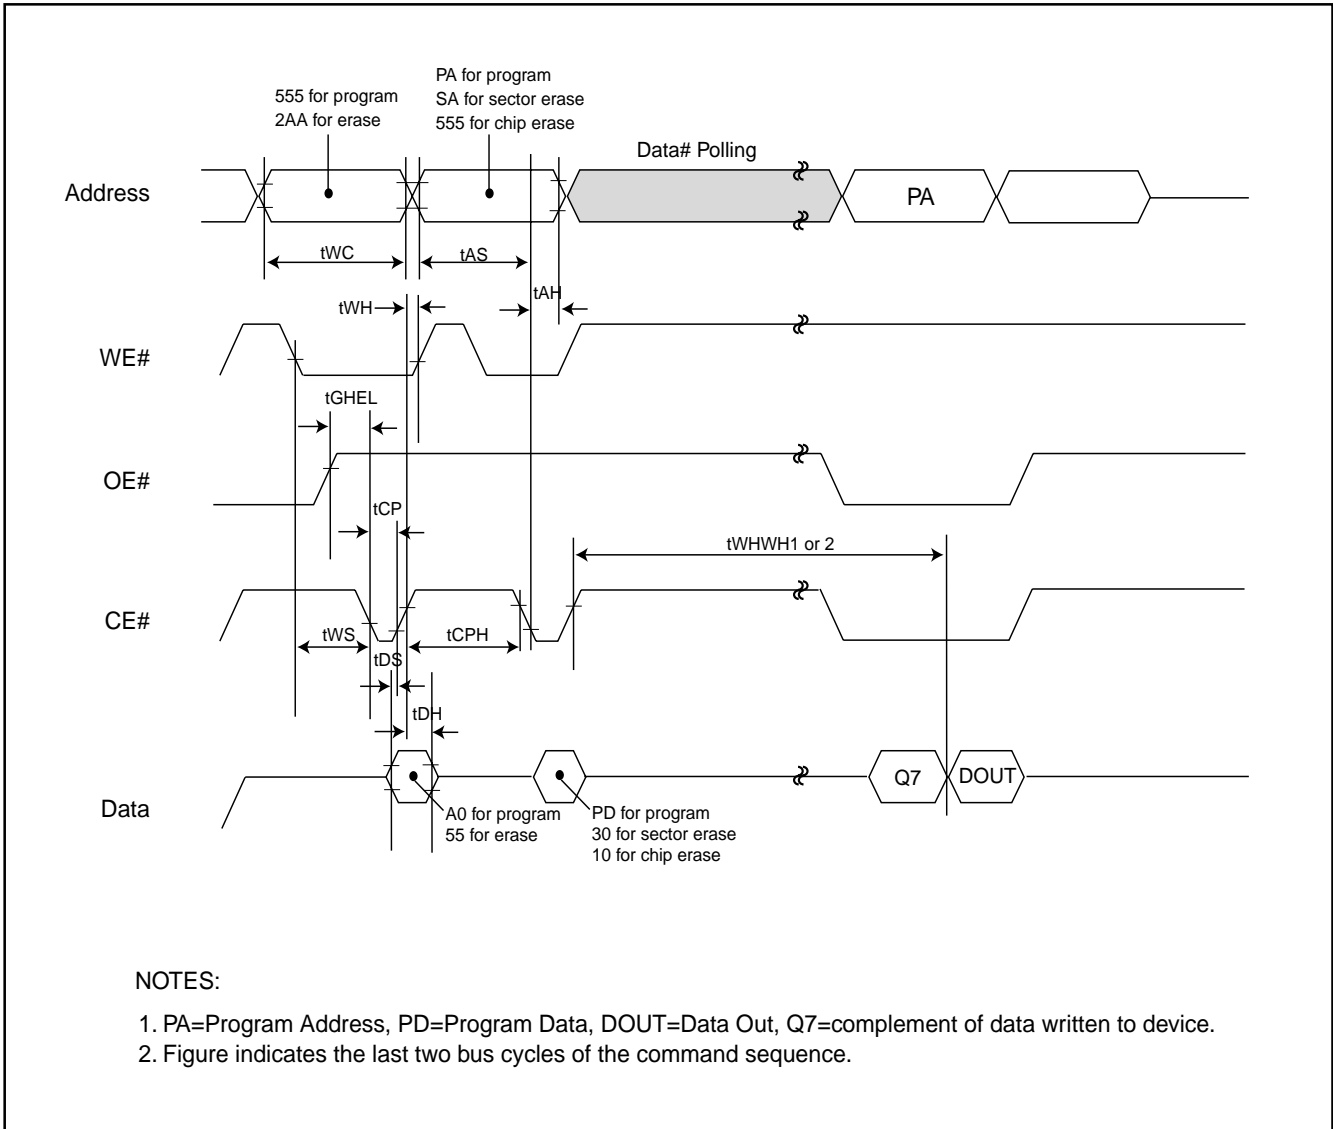 555 for program
2AA for erase
PA for program
SA for sector erase
555 for chip erase
Data# Polling
Address
PA
tWC
tAS
tAH
tWH
WE#
tGHEL
OE#
tCP
tWHWH1 or 2
CE#
tWS
tCPH
tDS
tDH
Q7
DOUT
Data
A0 for program
55 for erase
PD for program
30 for sector erase
10 for chip erase
NOTES:
1. PA=Program Address, PD=Program Data, DOUT=Data Out, Q7=complement of data written to device.
2. Figure indicates the last two bus cycles of the command sequence.